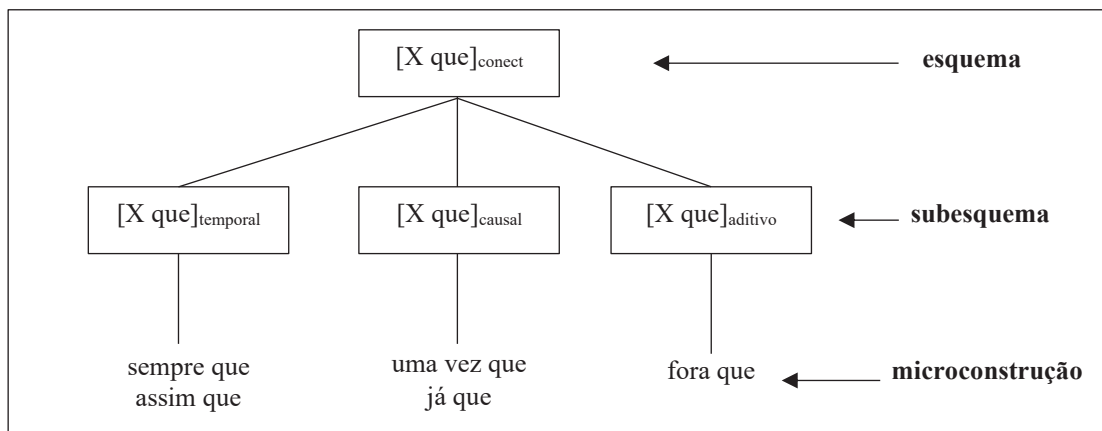 [X que]conect
esquema
[X que]temporal
[X que]causal
[X que]aditivo
subesquema
sempre que
assim que
uma vez que
já que
fora que
microconstrução